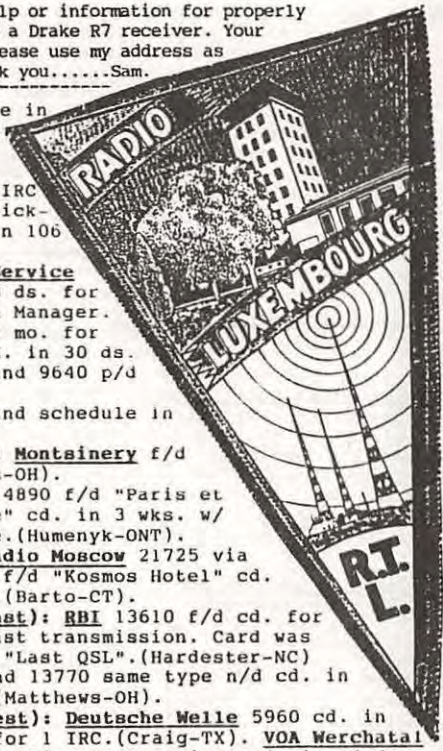 lp or information for properly
a Drake R7 receiver. Your
ease use my address as
k you......Sam.
e in
IRC
ick-
n 106
Service
ds. for
Manager.
mo. for
. in 30 ds.
nd 9640 p/d
nd schedule in
Montsinery f/d
s-OH).
4890 f/d "Paris et
" cd. in 3 wks. w/
e.(Humenyk-ONT).
dio Moscow 21725 via
f/d "Kosmos Hotel" cd.
(Barto-CT).
ast): RBI 13610 f/d cd. for
ast transmission. Card was
"Last QSL".(Hardester-NC)
nd 13770 same type n/d cd. in
(Matthews-OH).
est): Deutsche Welle 5960 cd. in
for 1 IRC.(Craig-TX). VOA Werchatal
RADIO
LUXEMBOURG
R.T.
L.